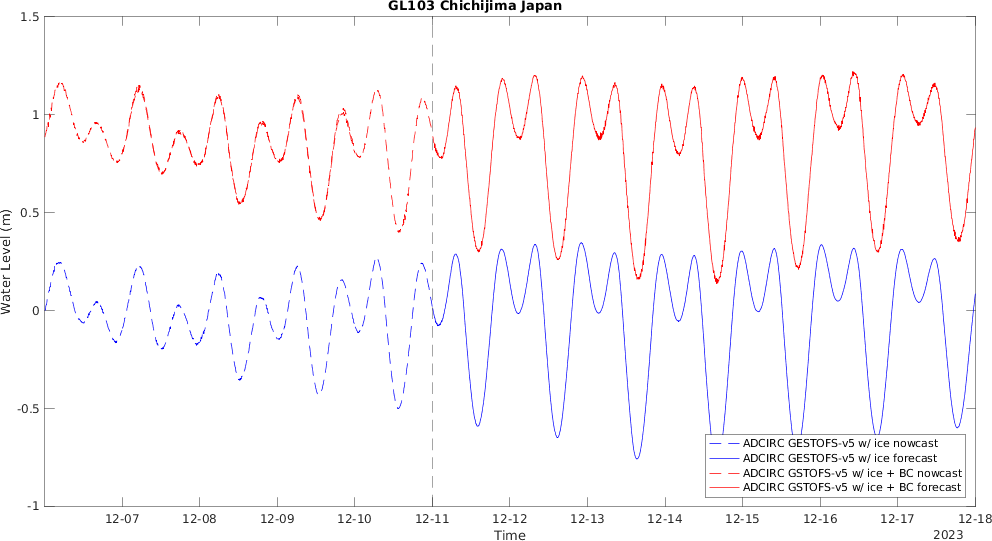 GL103 Chichijima Japan
1.5
1
0.5
0
-0.5
-1
Water Level (m)
ADCIRC GESTOFS-v5 w/ ice nowcast
ADCIRC GESTOFS-v5 w/ ice forecast
ADCIRC GSTOFS-v5 w/ ice + BC nowcast
ADCIRC GSTOFS-v5 w/ ice + BC forecast
12-07 12-08 12-09 12-10 12-11 12-12 12-13 12-14 12-15 12-16 12-17 12-18
Time
2023